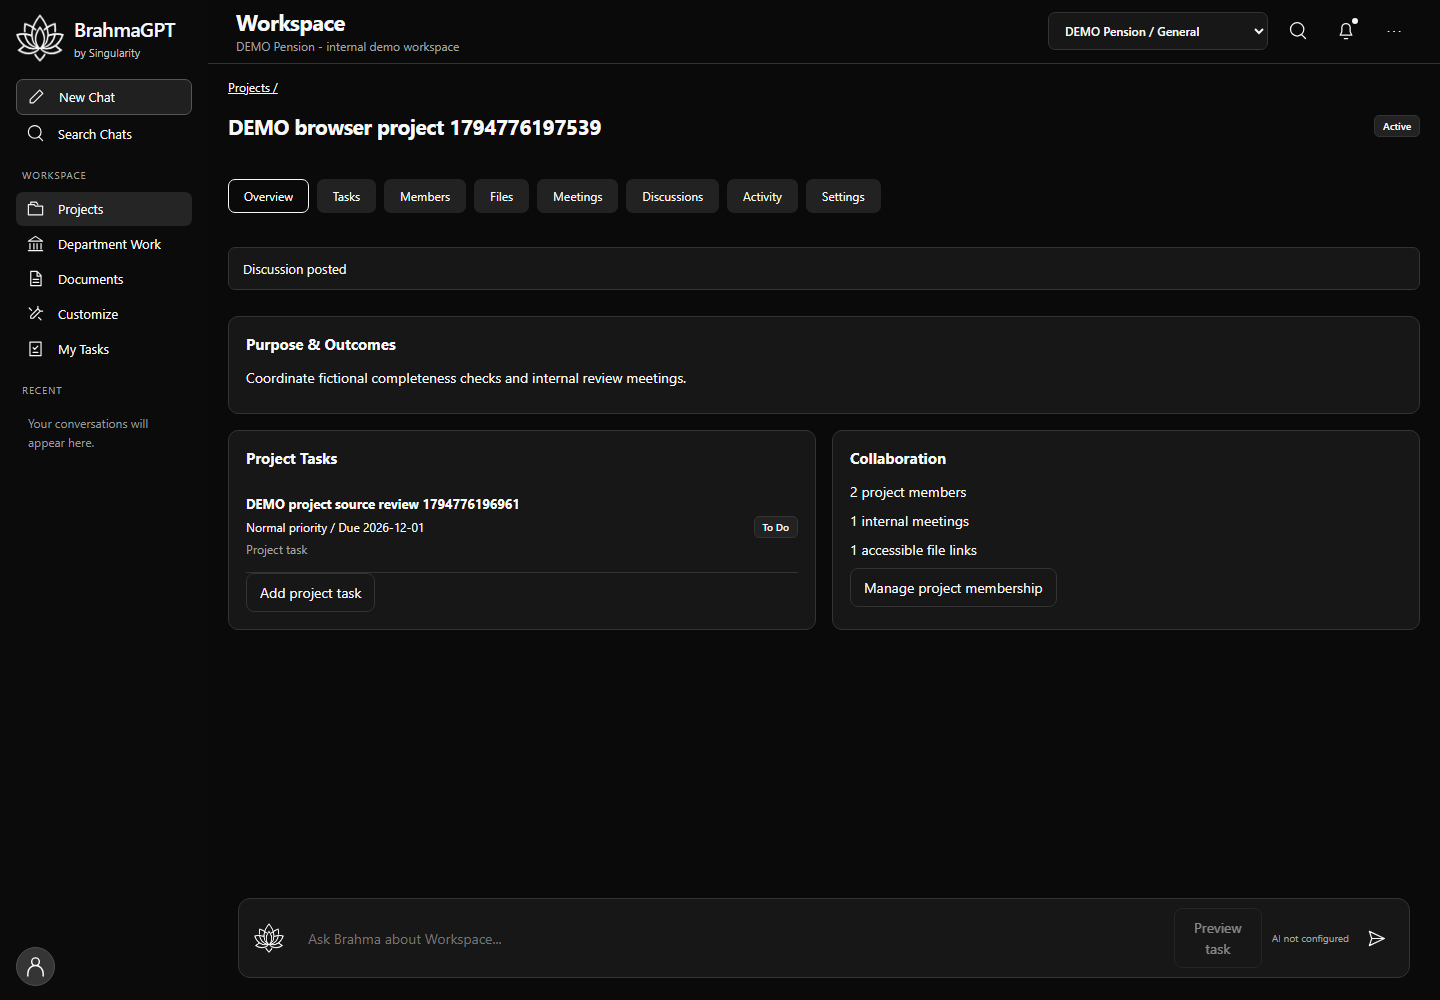 BrahmaGPT
by Singularity
New Chat
Search Chats
WORKSPACE
Projects
Department Work
Documents
Customize
My Tasks
RECENT
Your conversations will
appear here.
Workspace
DEMO Pension - internal demo workspace
DEMO Pension / General
...
Projects /
DEMO browser project 1794776197539
Active
Overview
Tasks
Members
Files
Meetings
Discussions
Activity
Settings
Discussion posted
Purpose & Outcomes
Coordinate fictional completeness checks and internal review meetings.
Project Tasks
DEMO project source review 1794776196961
Normal priority / Due 2026-12-01
To Do
Project task
Add project task
Collaboration
2 project members
1 internal meetings
1 accessible file links
Manage project membership
Ask Brahma about Workspace...
Preview
task
AI not configured